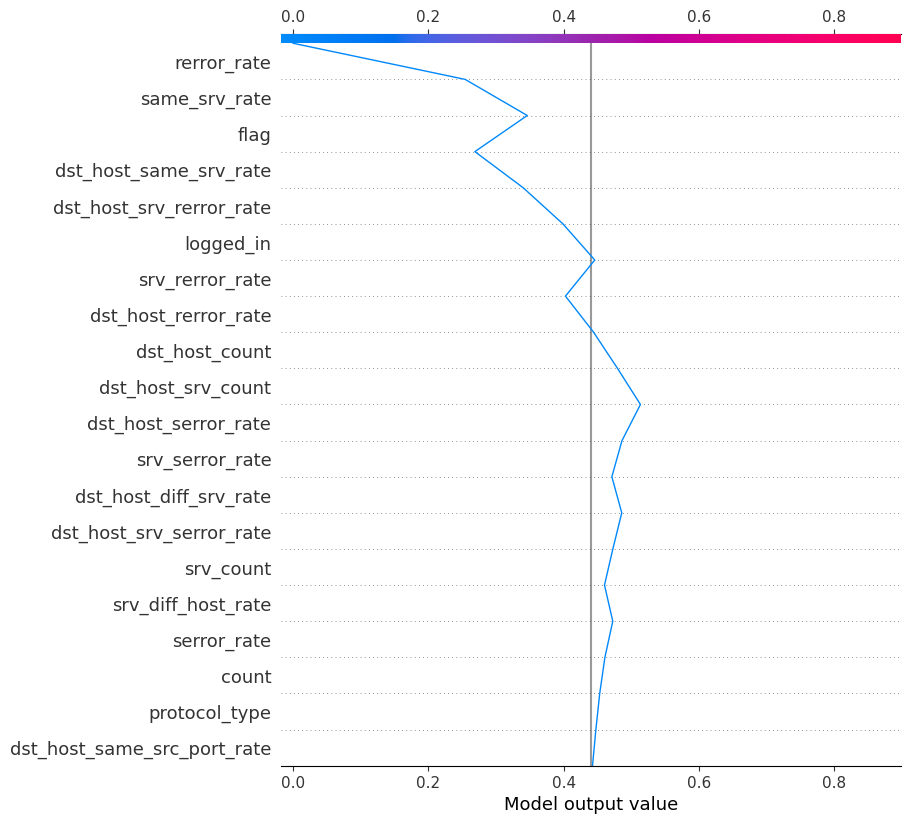 0.0 0.2 0.4 0.6 0.8
rerror_rate
same_srv_rate
flag
dst_host_same_srv_rate
dst_host_srv_rerror_rate
logged_in
srv_rerror_rate
dst_host_rerror_rate
dst_host_count
dst_host_srv_count
dst_host_serror_rate
srv_serror_rate
dst_host_diff_srv_rate
dst_host_srv_serror_rate
srv_count
srv_diff_host_rate
serror_rate
count
protocol_type
dst_host_same_src_port_rate
0.0 0.2 0.4 0.6 0.8
Model output value